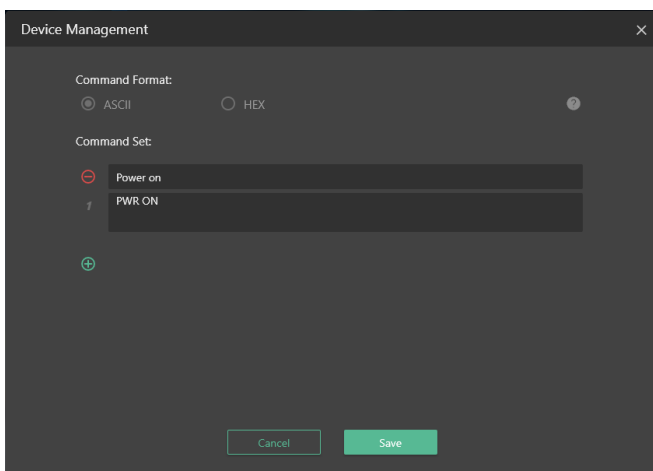 Device Management
Command Format:
ASCII HEX ?
Command Set:
Power on
1 PWR ON
Cancel Save